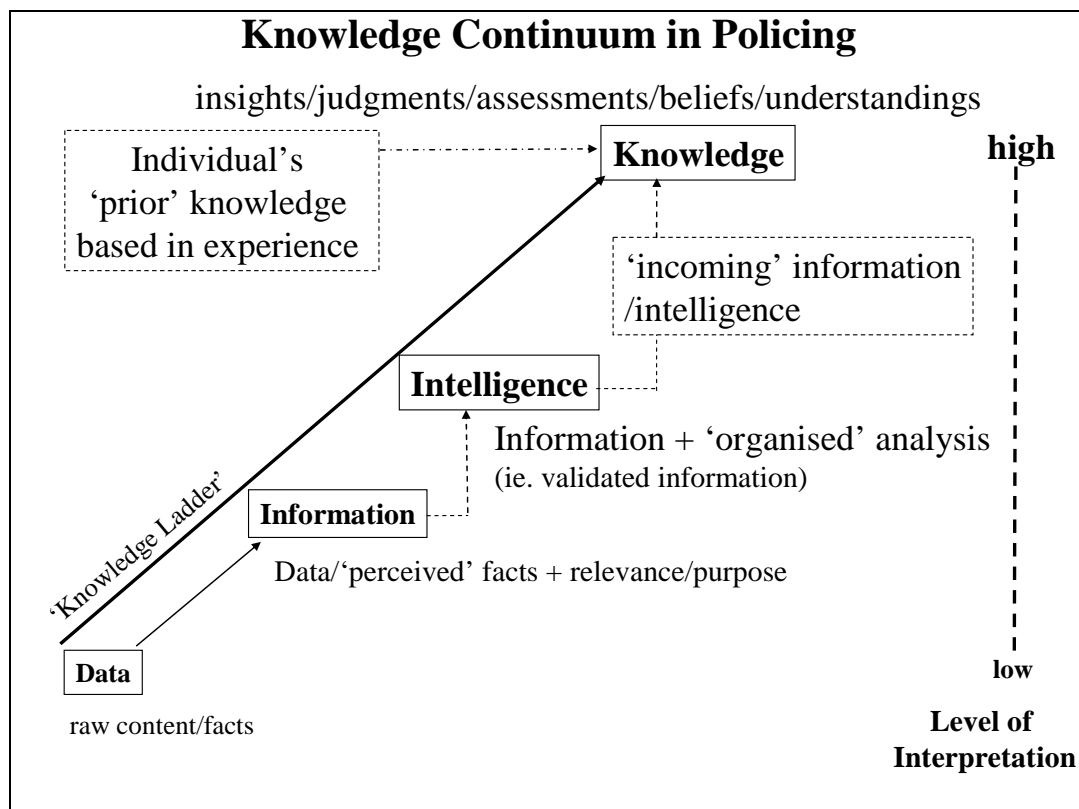 Knowledge Continuum in Policing
insights/judgments/assessments/beliefs/understandings
Individual's
‘prior’ knowledge
based in experience
Knowledge
high
‘incoming’ information
/intelligence
Intelligence
Information + ‘organised’ analysis
(ie. validated information)
‘Knowledge Ladder’
Information
Data/‘perceived’ facts + relevance/purpose
Data
raw content/facts
low
Level of
Interpretation